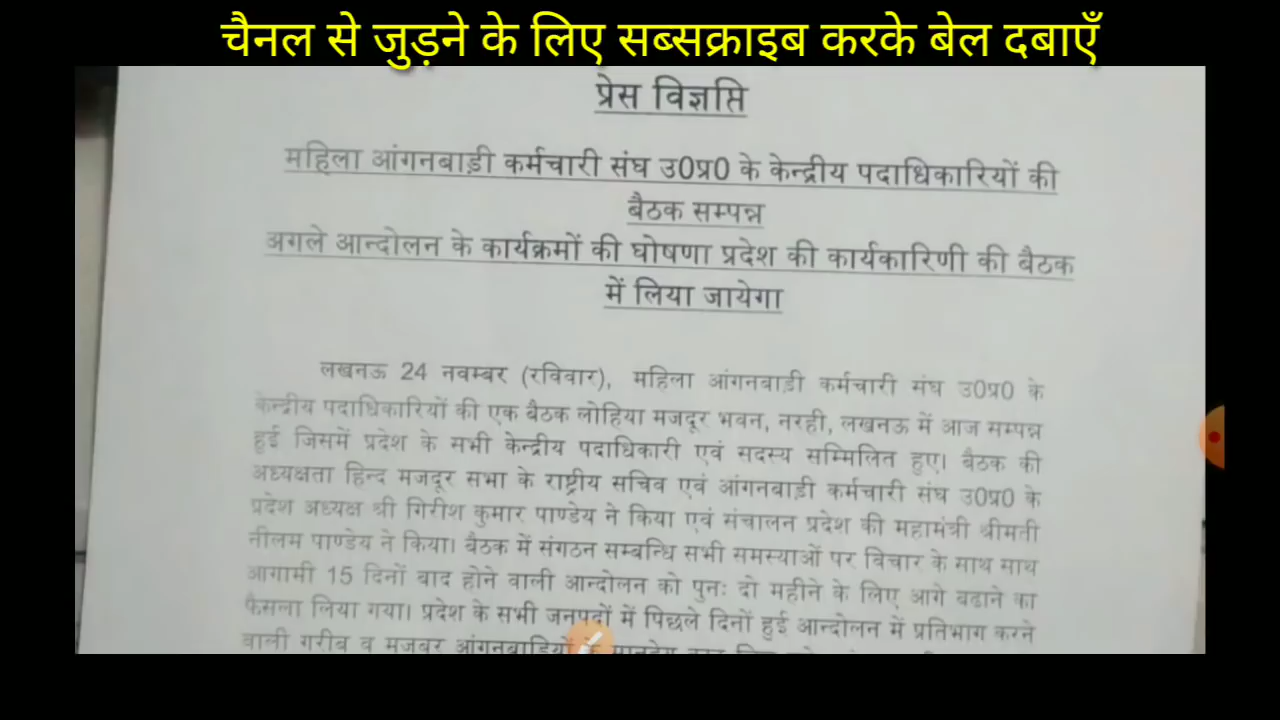 चैनल से जुड़ने के लिए सब्सक्राइब करके बेल दबाएँ
प्रेस विज्ञप्ति
महिला आंगनबाड़ी कर्मचारी संघ उ0प्र0 के केन्द्रीय पदाधिकारियों की
बैठक सम्पन्न
अगले आन्दोलन के कार्यक्रमों की घोषणा प्रदेश की कार्यकारिणी की बैठक
में लिया जायेगा
लखनऊ 24 नवम्बर (रविवार), महिला आंगनबाड़ी कर्मचारी संघ उ0प्र0 के
केन्द्रीय पदाधिकारियों की एक बैठक लोहिया मजदूर भवन, नरही, लखनऊ में आज सम्पन्न
हुई जिसमें प्रदेश के सभी केन्द्रीय पदाधिकारी एवं सदस्य सम्मिलित हुए। बैठक की
अध्यक्षता हिन्द मजदूर सभा के राष्ट्रीय सचिव एवं आंगनवाड़ी कर्मचारी संघ उ0प्र0 के
प्रदेश अध्यक्ष श्री गिरीश कुमार पाण्डेय ने किया एवं संचालन प्रदेश की महामंत्री श्रीमती
नीलम पाण्डेय ने किया। बैठक में संगठन सम्बन्धि सभी समस्याओं पर विचार के साथ साथ
आगामी 15 दिनों बाद होने वाली आन्दोलन को पुनः दो महीने के लिए आगे बढाने का
फैसला लिया गया। प्रदेश के सभी जनपदों में पिछले दिनों हुई आन्दोलन में प्रतिभाग करने
वाली गरीब व मजबूर आंगनबाडियों के मानदेय